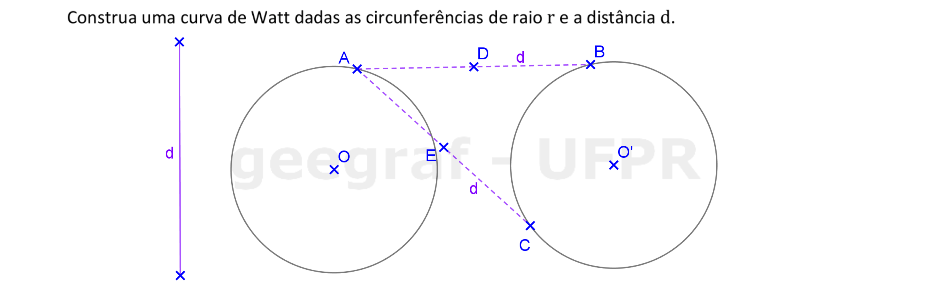 Construa uma curva de Watt dadas as circunferências de raio r e a distância d.
A D d B
d
O E geegraf - UFPR O'
d
C